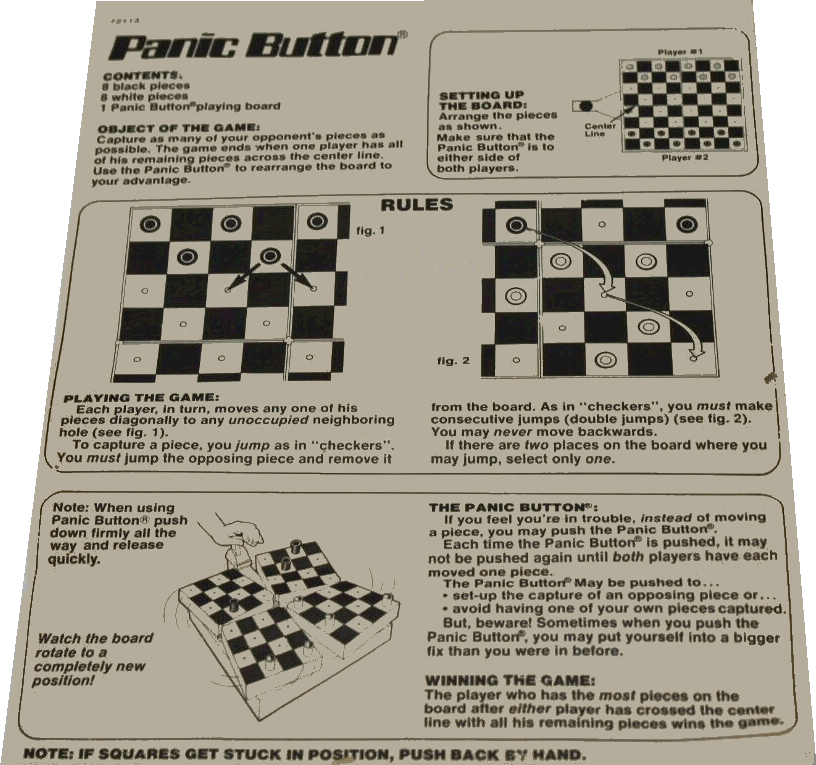 Panic Button®
CONTENTS:
8 black pieces
8 white pieces
1 Panic Button® playing board
OBJECT OF THE GAME:
Capture as many of your opponent's pieces as
possible. The game ends when one player has all
of his remaining pieces across the center line.
Use the Panic Button® to rearrange the board to
your advantage.
SETTING UP
THE BOARD:
Arrange the pieces
as shown.
Make sure that the
Panic Button® is to
either side of
both players.
Player #1
Center
Line
Player #2
RULES
fig. 1
fig. 2
PLAYING THE GAME:
Each player, in turn, moves any one of his
pieces diagonally to any unoccupied neighboring
hole (see fig. 1).
To capture a piece, you jump as in "checkers".
You must jump the opposing piece and remove it
from the board. As in "checkers", you must make
consecutive jumps (double jumps) (see fig. 2).
You may never move backwards.
If there are two places on the board where you
may jump, select only one.
Note: When using
Panic Button® push
down firmly all the
way and release
quickly.
Watch the board
rotate to a
completely new
position!
THE PANIC BUTTON®:
If you feel you're in trouble, instead of moving
a piece, you may push the Panic Button®.
Each time the Panic Button® is pushed, it may
not be pushed again until both players have each
moved one piece.
The Panic Button® May be pushed to...
• set-up the capture of an opposing piece or...
• avoid having one of your own pieces captured.
But, beware! Sometimes when you push the
Panic Button®, you may put yourself into a bigger
fix than you were in before.
WINNING THE GAME:
The player who has the most pieces on the
board after either player has crossed the center
line with all his remaining pieces wins the game.
NOTE: IF SQUARES GET STUCK IN POSITION, PUSH BACK BY HAND.